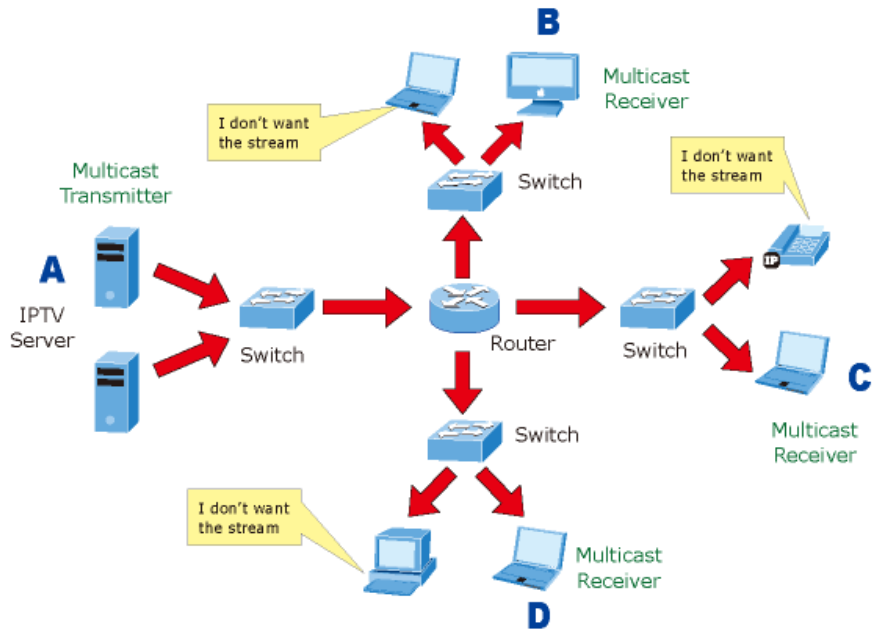 B
Multicast
Receiver
I don't want
the stream
Switch
I don't want
the stream
Multicast
Transmitter
A
IPTV
Server
IP
Switch
Router
Switch
C
Multicast
Receiver
Switch
I don't want
the stream
Multicast
Receiver
D